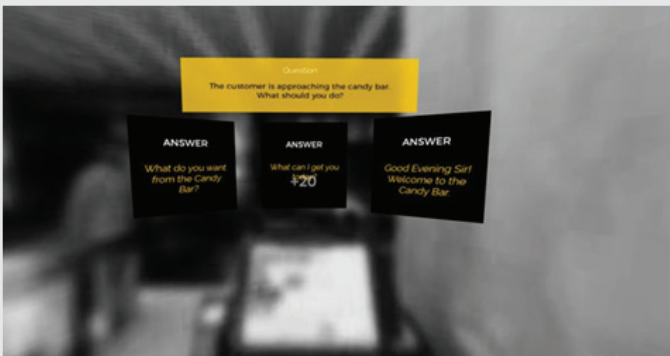 Question
The customer is approaching the candy bar.
What should you do?
ANSWER
What do you want
from the Candy
Bar?
ANSWER
What can I get you
+20
ANSWER
Good Evening Sir!
Welcome to the
Candy Bar.